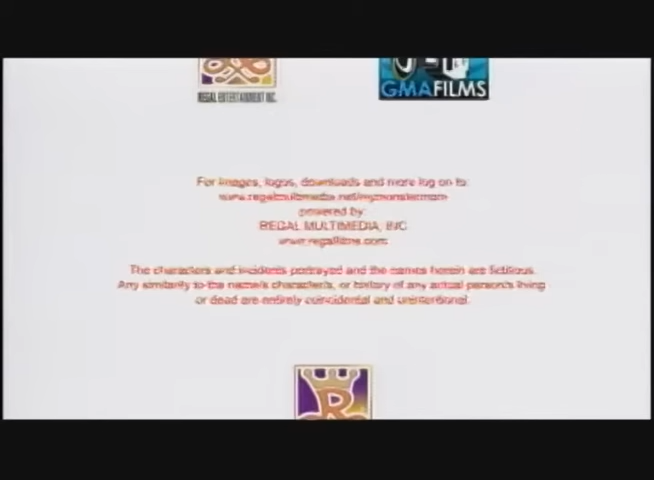 REGAL ENTERTAINMENT INC.
GMAFILMS
For images, logos, downloads and more log on to:
www.regalmultimedia.net/mymonstermom
powered by:
REGAL MULTIMEDIA, INC
www.regalfilms.com
The characters and incidents portrayed and the names herein are fictitious.
Any similarity to the name's character's, or history of any actual person's living
or dead are entirely coincidental and unintentional.
R